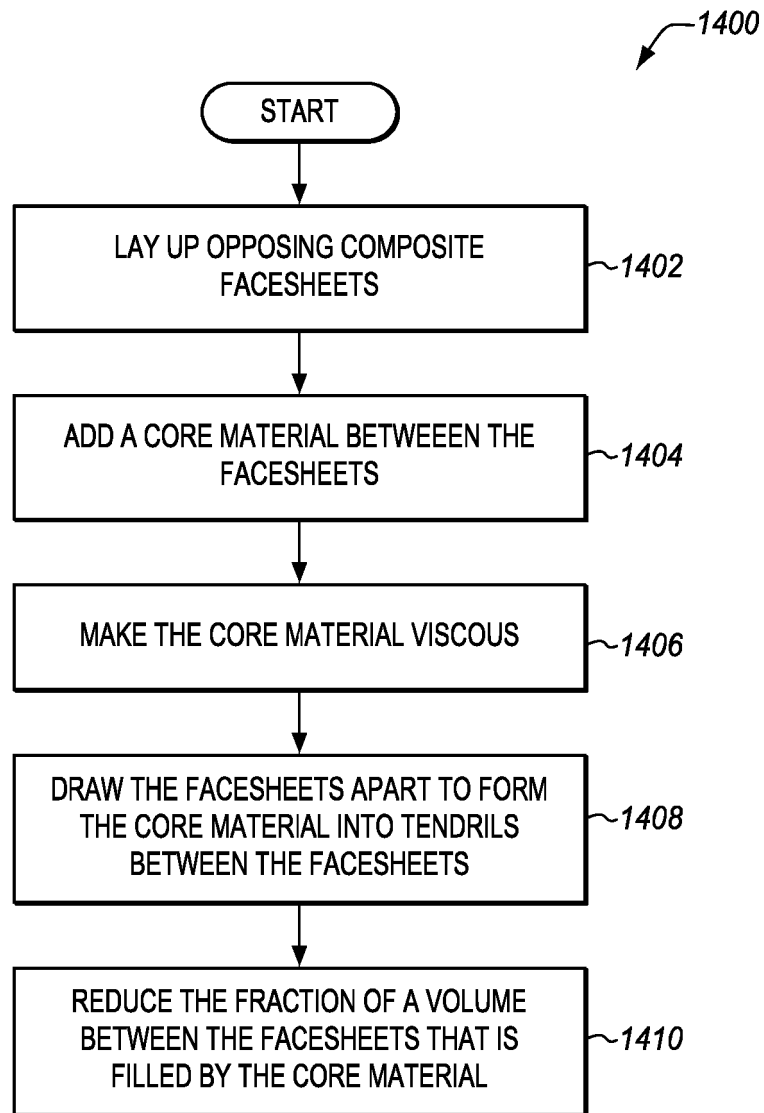 1400
START
LAY UP OPPOSING COMPOSITE
FACESHEETS
1402
ADD A CORE MATERIAL BETWEEEN THE
FACESHEETS
1404
MAKE THE CORE MATERIAL VISCOUS
1406
DRAW THE FACESHEETS APART TO FORM
THE CORE MATERIAL INTO TENDRILS
BETWEEN THE FACESHEETS
1408
REDUCE THE FRACTION OF A VOLUME
BETWEEN THE FACESHEETS THAT IS
FILLED BY THE CORE MATERIAL
1410